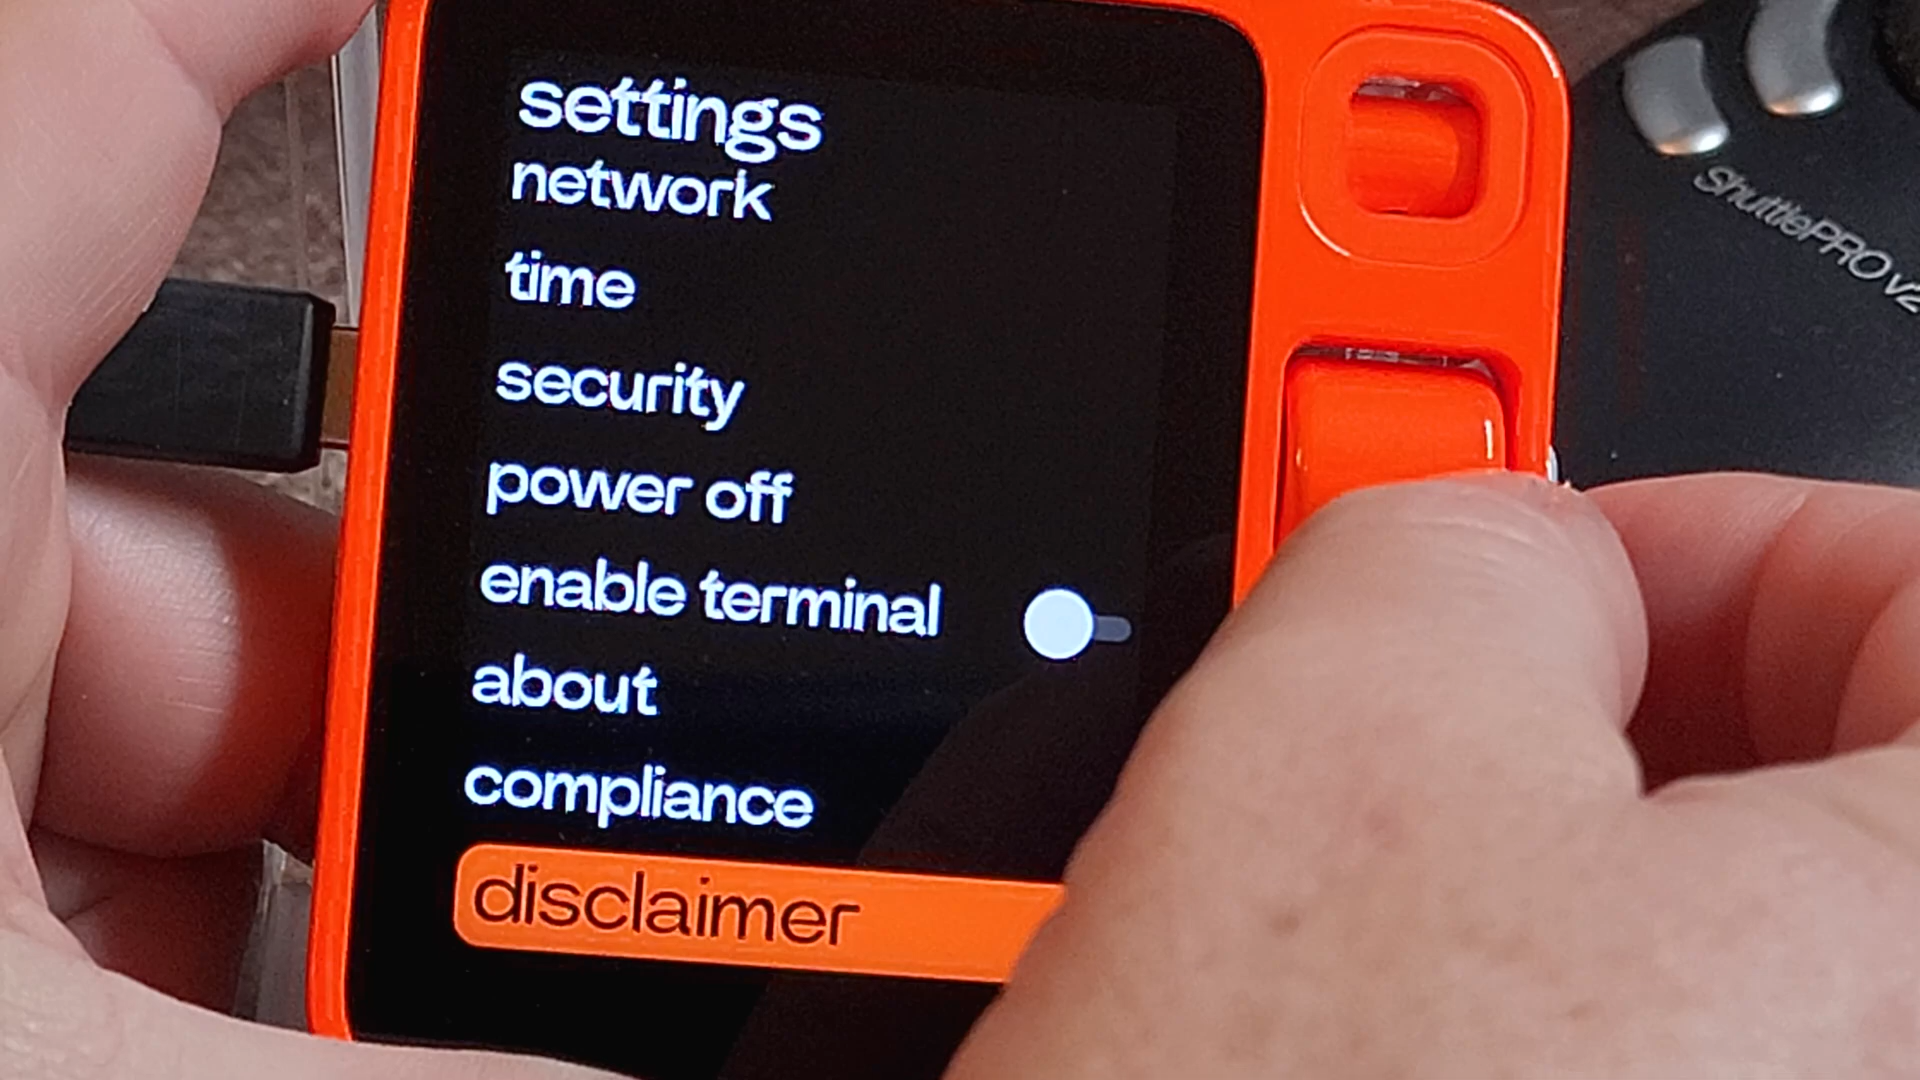 settings
network
time
security
power off
enable terminal
about
compliance
disclaimer
ShuttlePRO v2